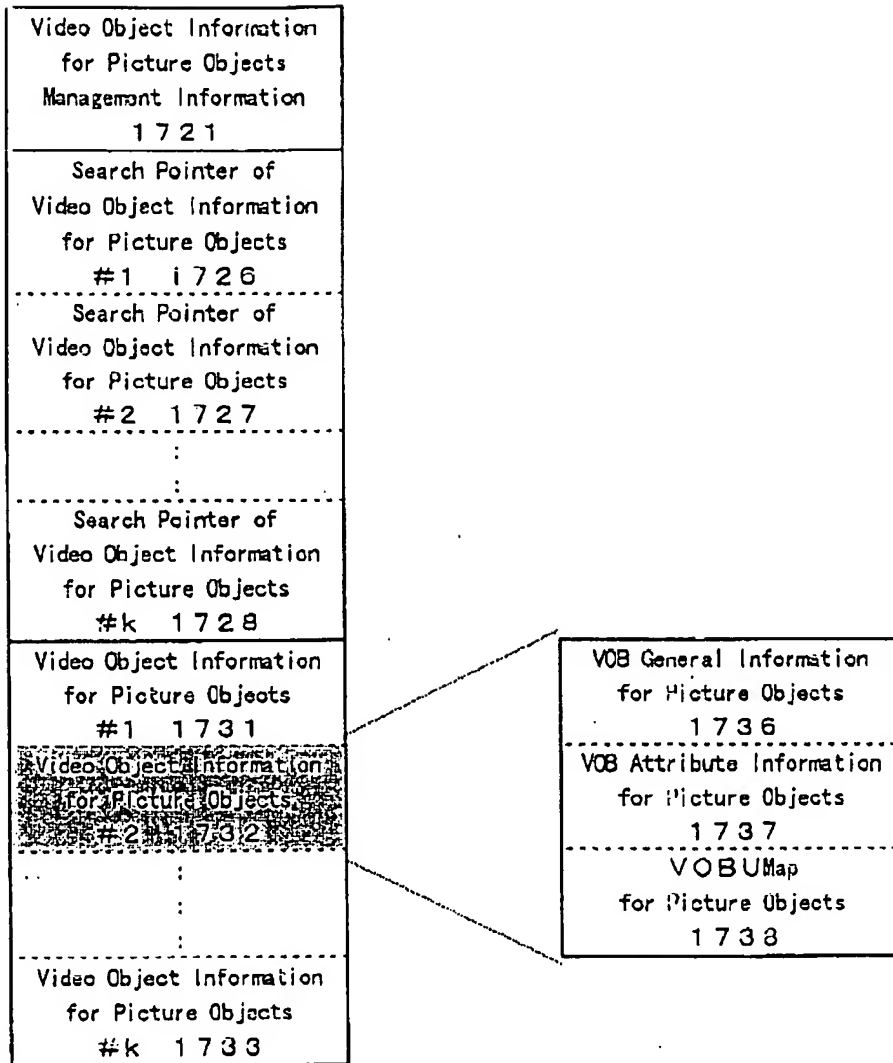 Video Object Information
for Picture Objects
Management Information
1721
Search Pointer of
Video Object Information
for Picture Objects
#1 1726
Search Pointer of
Video Object Information
for Picture Objects
#2 1727
:
:
Search Pointer of
Video Object Information
for Picture Objects
#k 1728
Video Object Information
for Picture Objects
#1 1731
Video Object Information
for Picture Objects
#2 1732
:
:
:
Video Object Information
for Picture Objects
#k 1733
VOB General Information
for Picture Objects
1736
VOB Attribute Information
for Picture Objects
1737
VOBUMap
for Picture Objects
1738